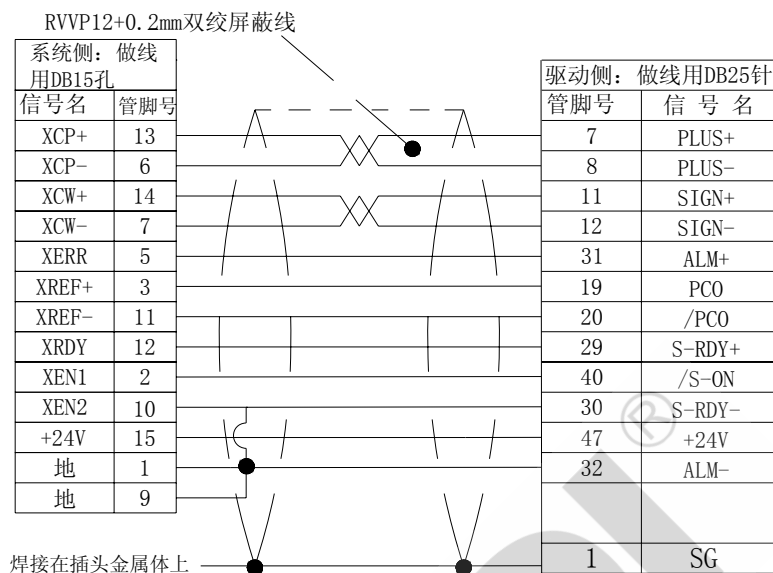 RVVP12+0.2mm双绞屏蔽线
系统侧：做线
用DB15孔
信号名 管脚号
XCP+ 13
XCP- 6
XCW+ 14
XCW- 7
XERR 5
XREF+ 3
XREF- 11
XRDY 12
XEN1 2
XEN2 10
+24V 15
地 1
地 9
焊接在插头金属体上
驱动侧：做线用DB25针
管脚号 信 号 名
7 PLUS+
8 PLUS-
11 SIGN+
12 SIGN-
31 ALM+
19 PCO
20 /PCO
29 S-RDY+
40 /S-ON
30 S-RDY-
47 +24V
32 ALM-
1 SG
®